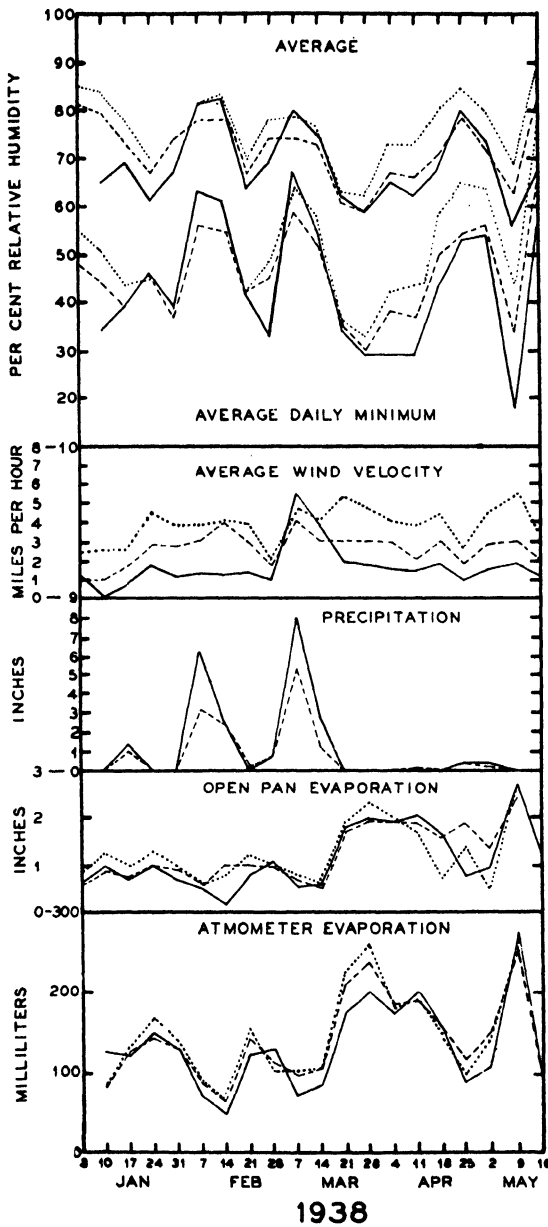 AVERAGE
PER CENT RELATIVE HUMIDITY
100
90
80
70
60
50
40
30
20
AVERAGE DAILY MINIMUM
8-10
AVERAGE WIND VELOCITY
MILES PER HOUR
7
6
5
4
3
2
1
0-9
PRECIPITATION
INCHES
8
7
6
5
4
3
2
1
3-0
OPEN PAN EVAPORATION
INCHES
2
1
0-300
ATMOMETER EVAPORATION
MILLILITERS
200
100
0
3 10 17 24 31 7 14 21 28 7 14 21 28 4 11 18 25 2 9 16
JAN FEB MAR APR MAY
1938